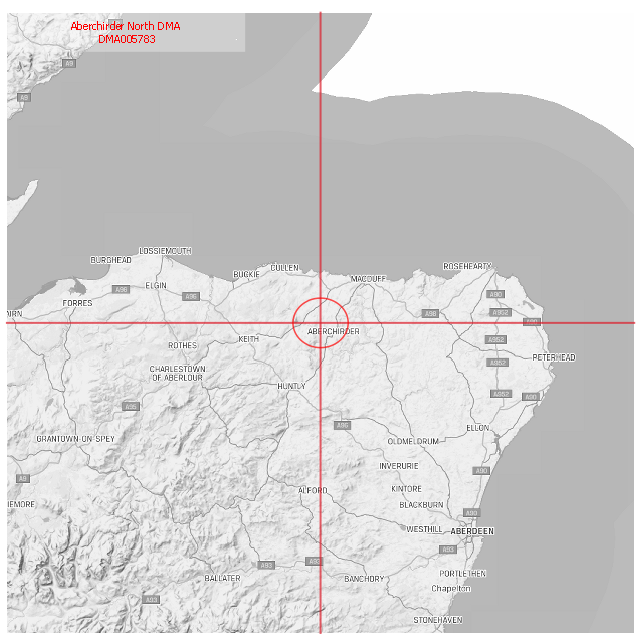 Aberchirder North DMA
DMA005783
A9
A9
LOSSIEMOUTH
BURGHEAD
CULLEN
BUCKIE
ROSEHEARTY
MACDUFF
ELGIN
A96
A96
A90
FORRES
A98
A952
IRN
A90
ABERCHIRDER
KEITH
A952
ROTHES
PETERHEAD
A952
CHARLESTOWN
OF ABERLOUR
HUNTLY
A952
A90
A95
A96
ELLON
GRANTOWN-ON-SPEY
OLDMELDRUM
INVERURIE
A90
A9
ALFORD
KINTORE
IEMORE
BLACKBURN
A90
WESTHILL
ABERDEEN
A93
A93
A93
BALLATER
BANCHORY
PORTLETHEN
Chapelton
A93
STONEHAVEN